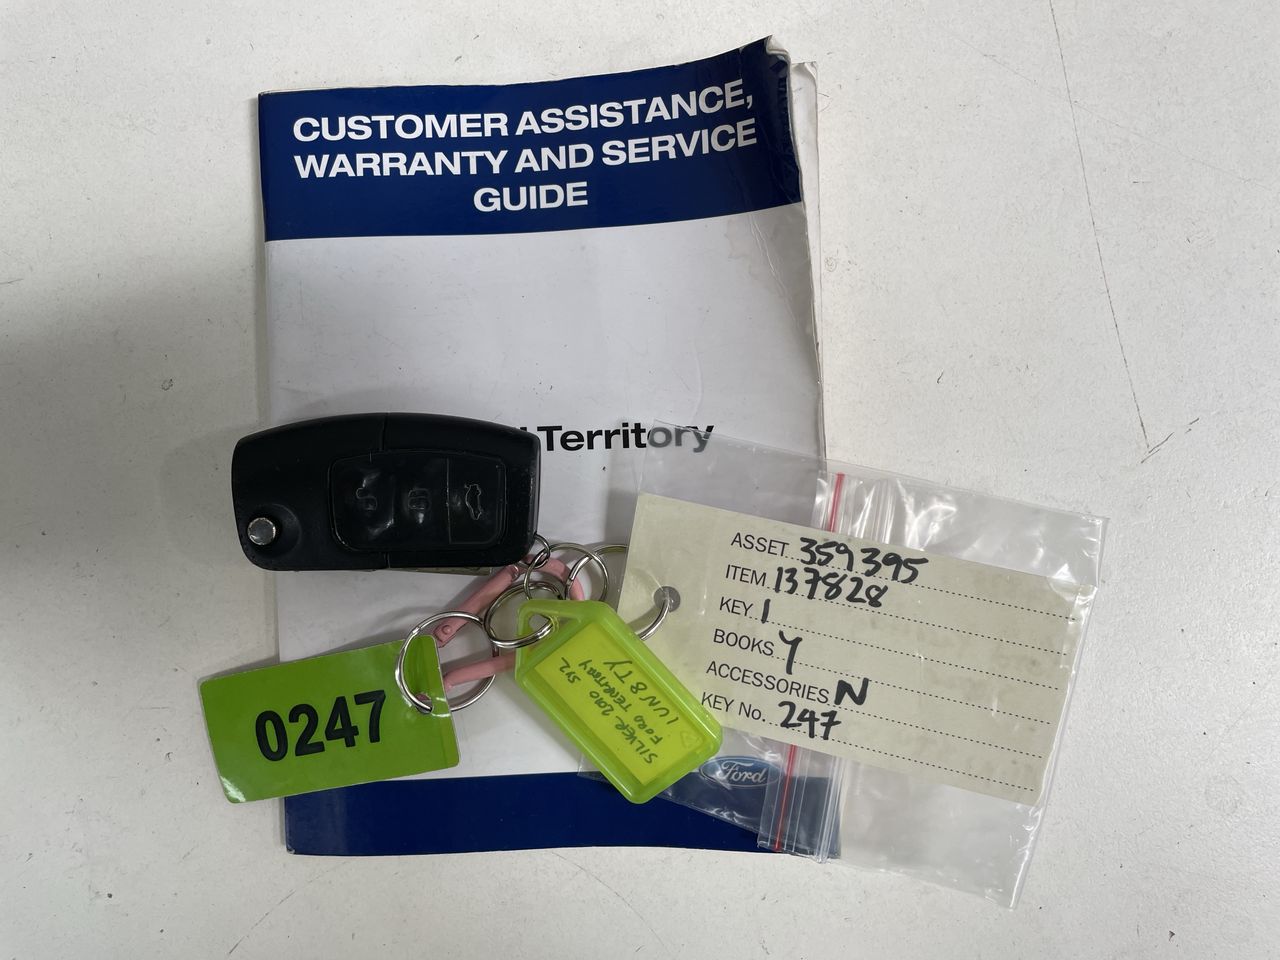 CUSTOMER ASSISTANCE,
WARRANTY AND SERVICE
GUIDE
Territory
ASSET 359395
ITEM 137828
KEY 1
BOOKS Y
ACCESSORIES N
KEY No. 247
0247
SILVER 2010 SY2
FORD TERRITORY
1UN8TY
Ford